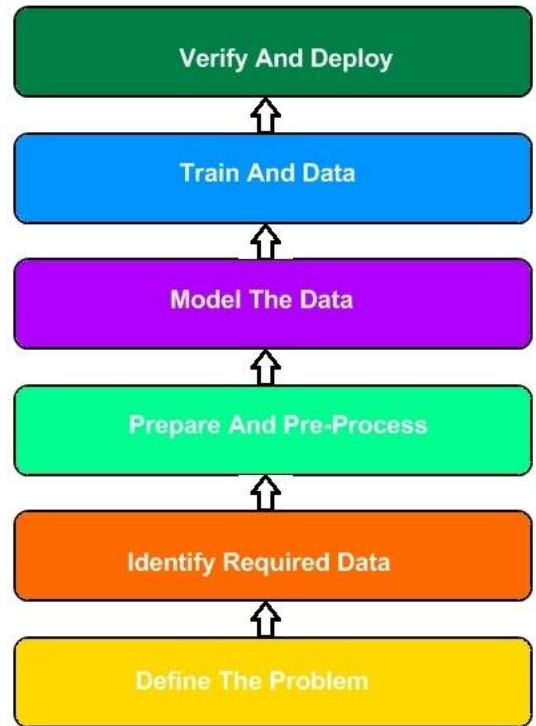 Verify And Deploy
Train And Data
Model The Data
Prepare And Pre-Process
Identify Required Data
Define The Problem